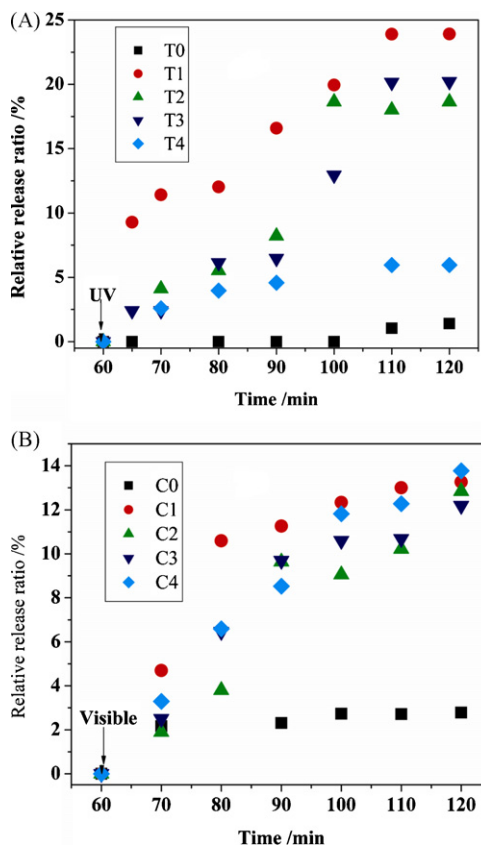 (A)
25
20
15
10
5
0
Relative release ratio /%
T0
T1
T2
T3
T4
UV
60 70 80 90 100 110 120
Time /min
(B)
14
12
10
8
6
4
2
0
Relative release ratio /%
C0
C1
C2
C3
C4
Visible
60 70 80 90 100 110 120
Time /min